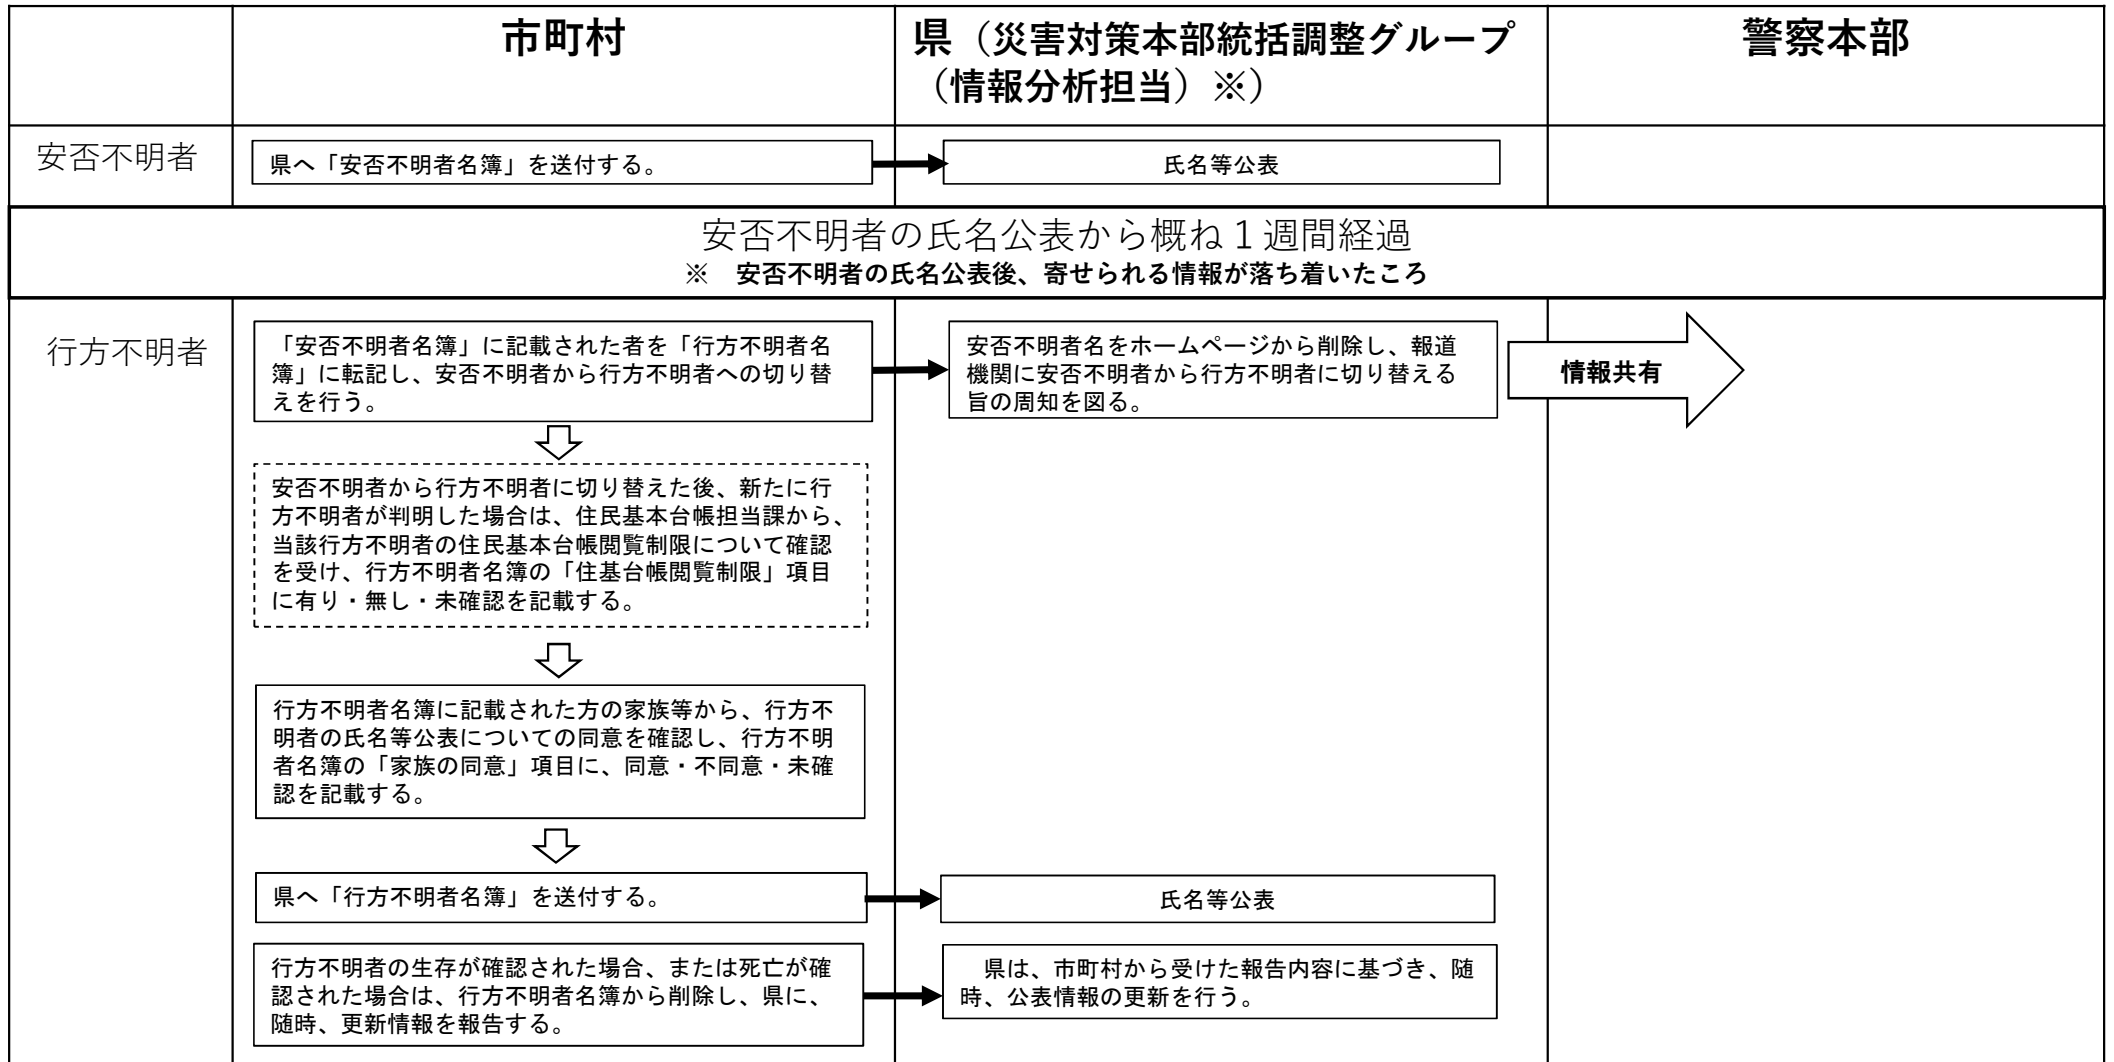 市町村
県（災害対策本部統括調整グループ
（情報分析担当）※）
警察本部
安否不明者
県へ「安否不明者名簿」を送付する。
氏名等公表
安否不明者の氏名公表から概ね１週間経過
※　安否不明者の氏名公表後、寄せられる情報が落ち着いたころ
行方不明者
「安否不明者名簿」に記載された者を「行方不明者名
簿」に転記し、安否不明者から行方不明者への切り替
えを行う。
安否不明者名をホームページから削除し、報道
機関に安否不明者から行方不明者に切り替える
旨の周知を図る。
情報共有
安否不明者から行方不明者に切り替えた後、新たに行
方不明者が判明した場合は、住民基本台帳担当課から、
当該行方不明者の住民基本台帳閲覧制限について確認
を受け、行方不明者名簿の「住基台帳閲覧制限」項目
に有り・無し・未確認を記載する。
行方不明者名簿に記載された方の家族等から、行方不
明者の氏名等公表についての同意を確認し、行方不明
者名簿の「家族の同意」項目に、同意・不同意・未確
認を記載する。
県へ「行方不明者名簿」を送付する。
氏名等公表
行方不明者の生存が確認された場合、または死亡が確
認された場合は、行方不明者名簿から削除し、県に、
随時、更新情報を報告する。
県は、市町村から受けた報告内容に基づき、随
時、公表情報の更新を行う。